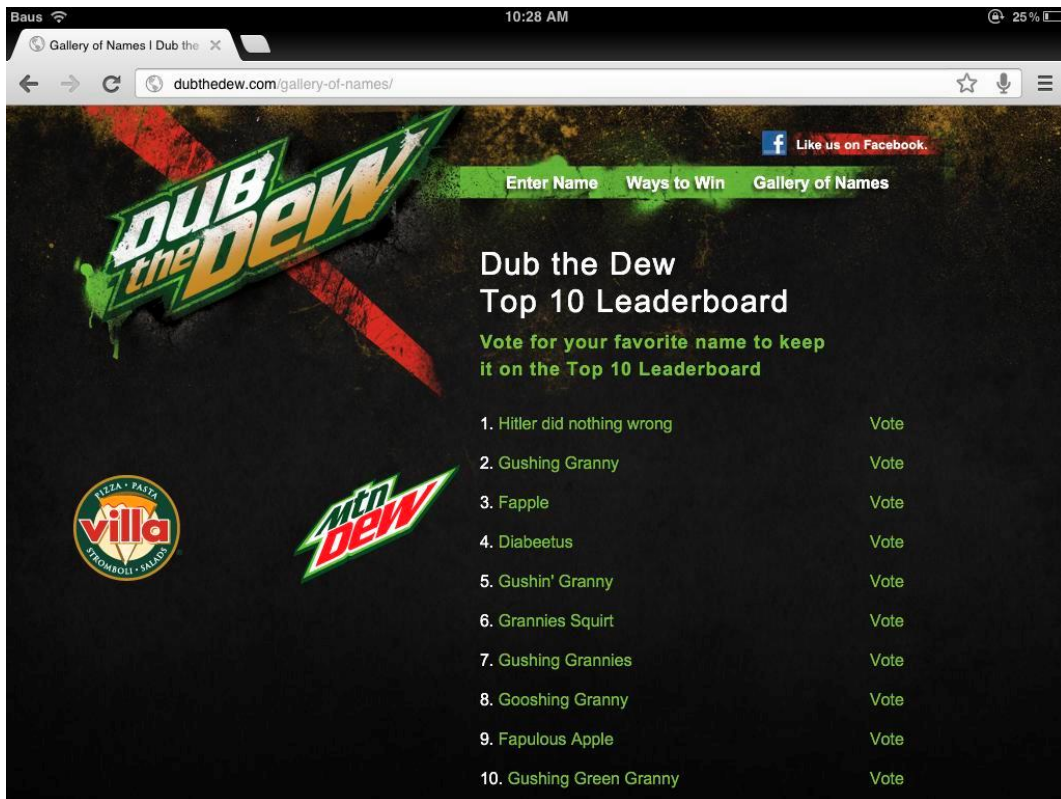 Baus 10:28 AM 25%
Gallery of Names | Dub the
dubthedew.com/gallery-of-names/
Like us on Facebook.
Enter Name Ways to Win Gallery of Names
DUB
the DEW
Dub the Dew
Top 10 Leaderboard
Vote for your favorite name to keep
it on the Top 10 Leaderboard
1. Hitler did nothing wrong Vote
2. Gushing Granny Vote
3. Fapple Vote
4. Diabeetus Vote
5. Gushin' Granny Vote
6. Grannies Squirt Vote
7. Gushing Grannies Vote
8. Gooshing Granny Vote
9. Fapulous Apple Vote
10. Gushing Green Granny Vote
PIZZA • PASTA
villa
STROMBOLI • SALADS
mtn
DEW